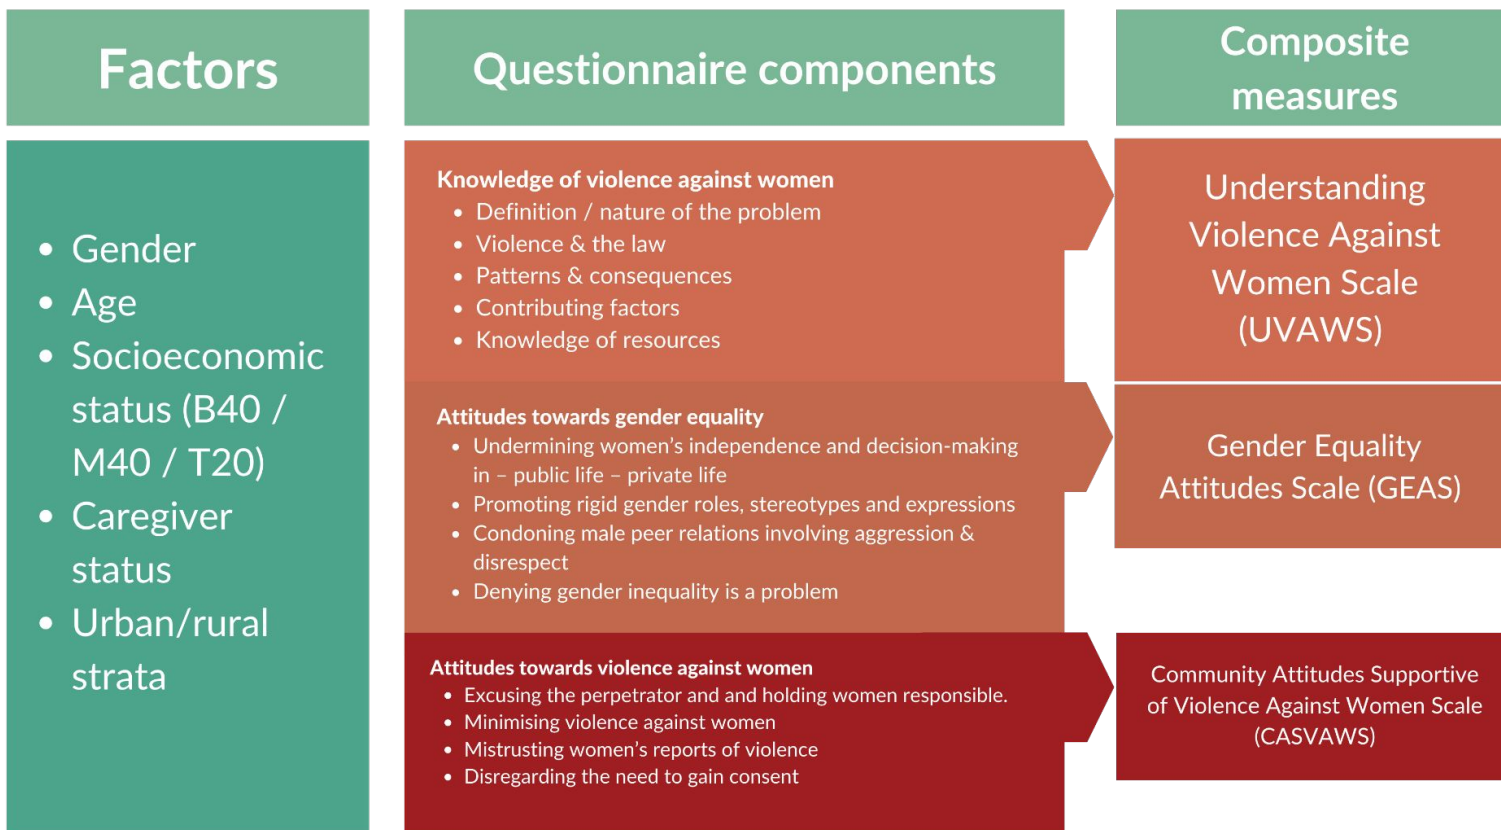 Factors
Questionnaire components
Composite
measures
• Gender
• Age
• Socioeconomic
status (B40 /
M40 / T20)
• Caregiver
status
• Urban/rural
strata
Knowledge of violence against women
• Definition / nature of the problem
• Violence & the law
• Patterns & consequences
• Contributing factors
• Knowledge of resources
Understanding
Violence Against
Women Scale
(UVAWS)
Attitudes towards gender equality
• Undermining women’s independence and decision-making
in – public life – private life
• Promoting rigid gender roles, stereotypes and expressions
• Condoning male peer relations involving aggression &
disrespect
• Denying gender inequality is a problem
Gender Equality
Attitudes Scale (GEAS)
Attitudes towards violence against women
• Excusing the perpetrator and and holding women responsible.
• Minimising violence against women
• Mistrusting women’s reports of violence
• Disregarding the need to gain consent
Community Attitudes Supportive
of Violence Against Women Scale
(CASVAWS)